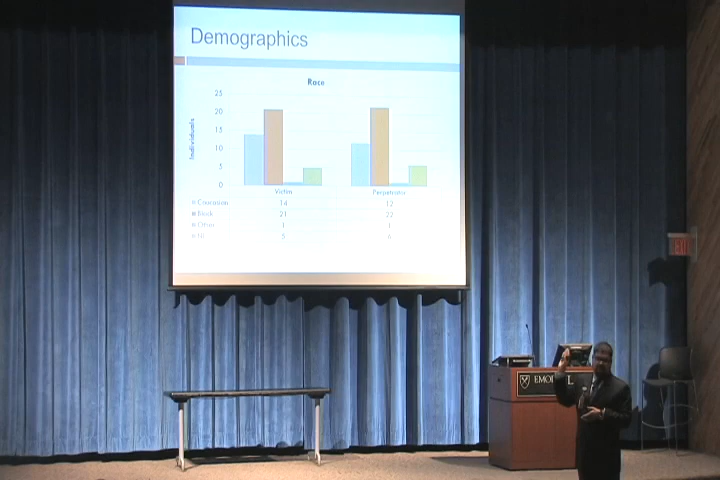 Demographics
Race
25
20
15
10
5
0
Individuals
Victim Perpetrator
Caucasian 14 12
Black 21 22
Other 1 1
5 6
EXIT
EMO